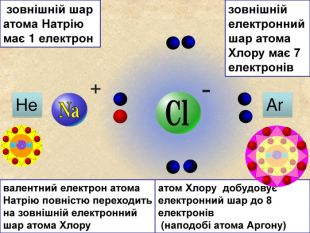 зовнішній шар
атома Натрію
має 1 електрон
зовнішній
електронний
шар атома
Хлору має 7
електронів
+
-
He
Na
Cl
Ar
валентний електрон атома
Натрію повністю переходить
на зовнішній електронний
шар атома Хлору
атом Хлору добудовує
електронний шар до 8
електронів
(наподобі атома Аргону)